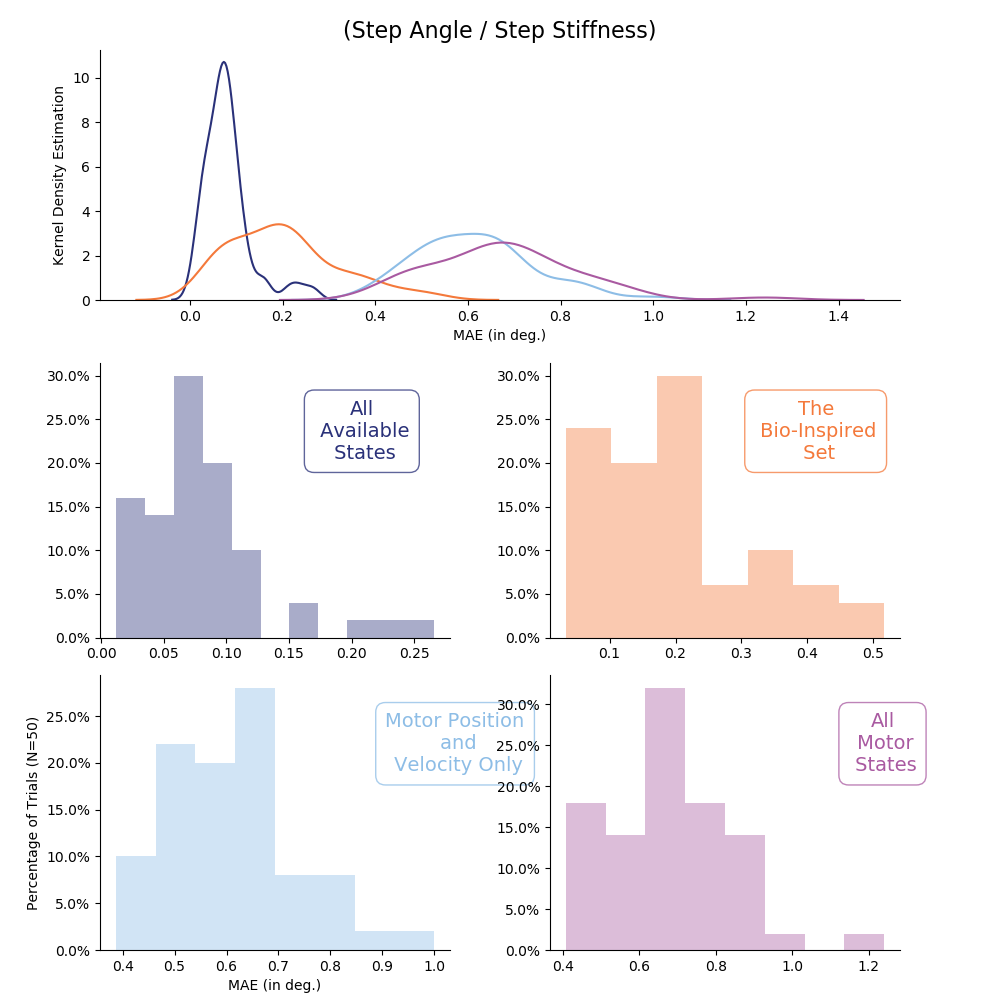 (Step Angle / Step Stiffness)
Kernel Density Estimation
10
8
6
4
2
0
0.0 0.2 0.4 0.6 0.8 1.0 1.2 1.4
MAE (in deg.)
30.0%
25.0%
20.0%
15.0%
10.0%
5.0%
0.0%
0.00 0.05 0.10 0.15 0.20 0.25
All
Available
States
30.0%
25.0%
20.0%
15.0%
10.0%
5.0%
0.0%
0.1 0.2 0.3 0.4 0.5
The
Bio-Inspired
Set
Percentage of Trials (N=50)
25.0%
20.0%
15.0%
10.0%
5.0%
0.0%
0.4 0.5 0.6 0.7 0.8 0.9 1.0
MAE (in deg.)
Motor Position
and
Velocity Only
30.0%
25.0%
20.0%
15.0%
10.0%
5.0%
0.0%
0.4 0.6 0.8 1.0 1.2
All
Motor
States